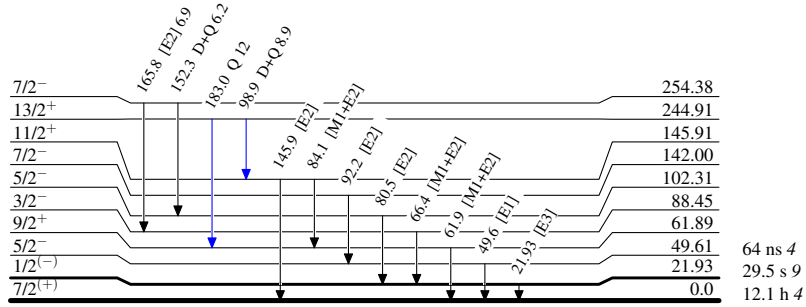 165.8 [E2] 6.9
152.3 D+Q 6.2
183.0 Q 12
98.9 D+Q 8.9
145.9 [E2]
84.1 [M1+E2]
92.2 [E2]
80.5 [E2]
66.4 [M1+E2]
61.9 [M1+E2]
49.6 [E1]
21.93 [E3]
7/2− 254.38
13/2+ 244.91
11/2+ 145.91
7/2− 142.00
5/2− 102.31
3/2− 88.45
9/2+ 61.89
5/2− 49.61 64 ns 4
1/2(−) 21.93 29.5 s 9
7/2(+) 0.0 12.1 h 4